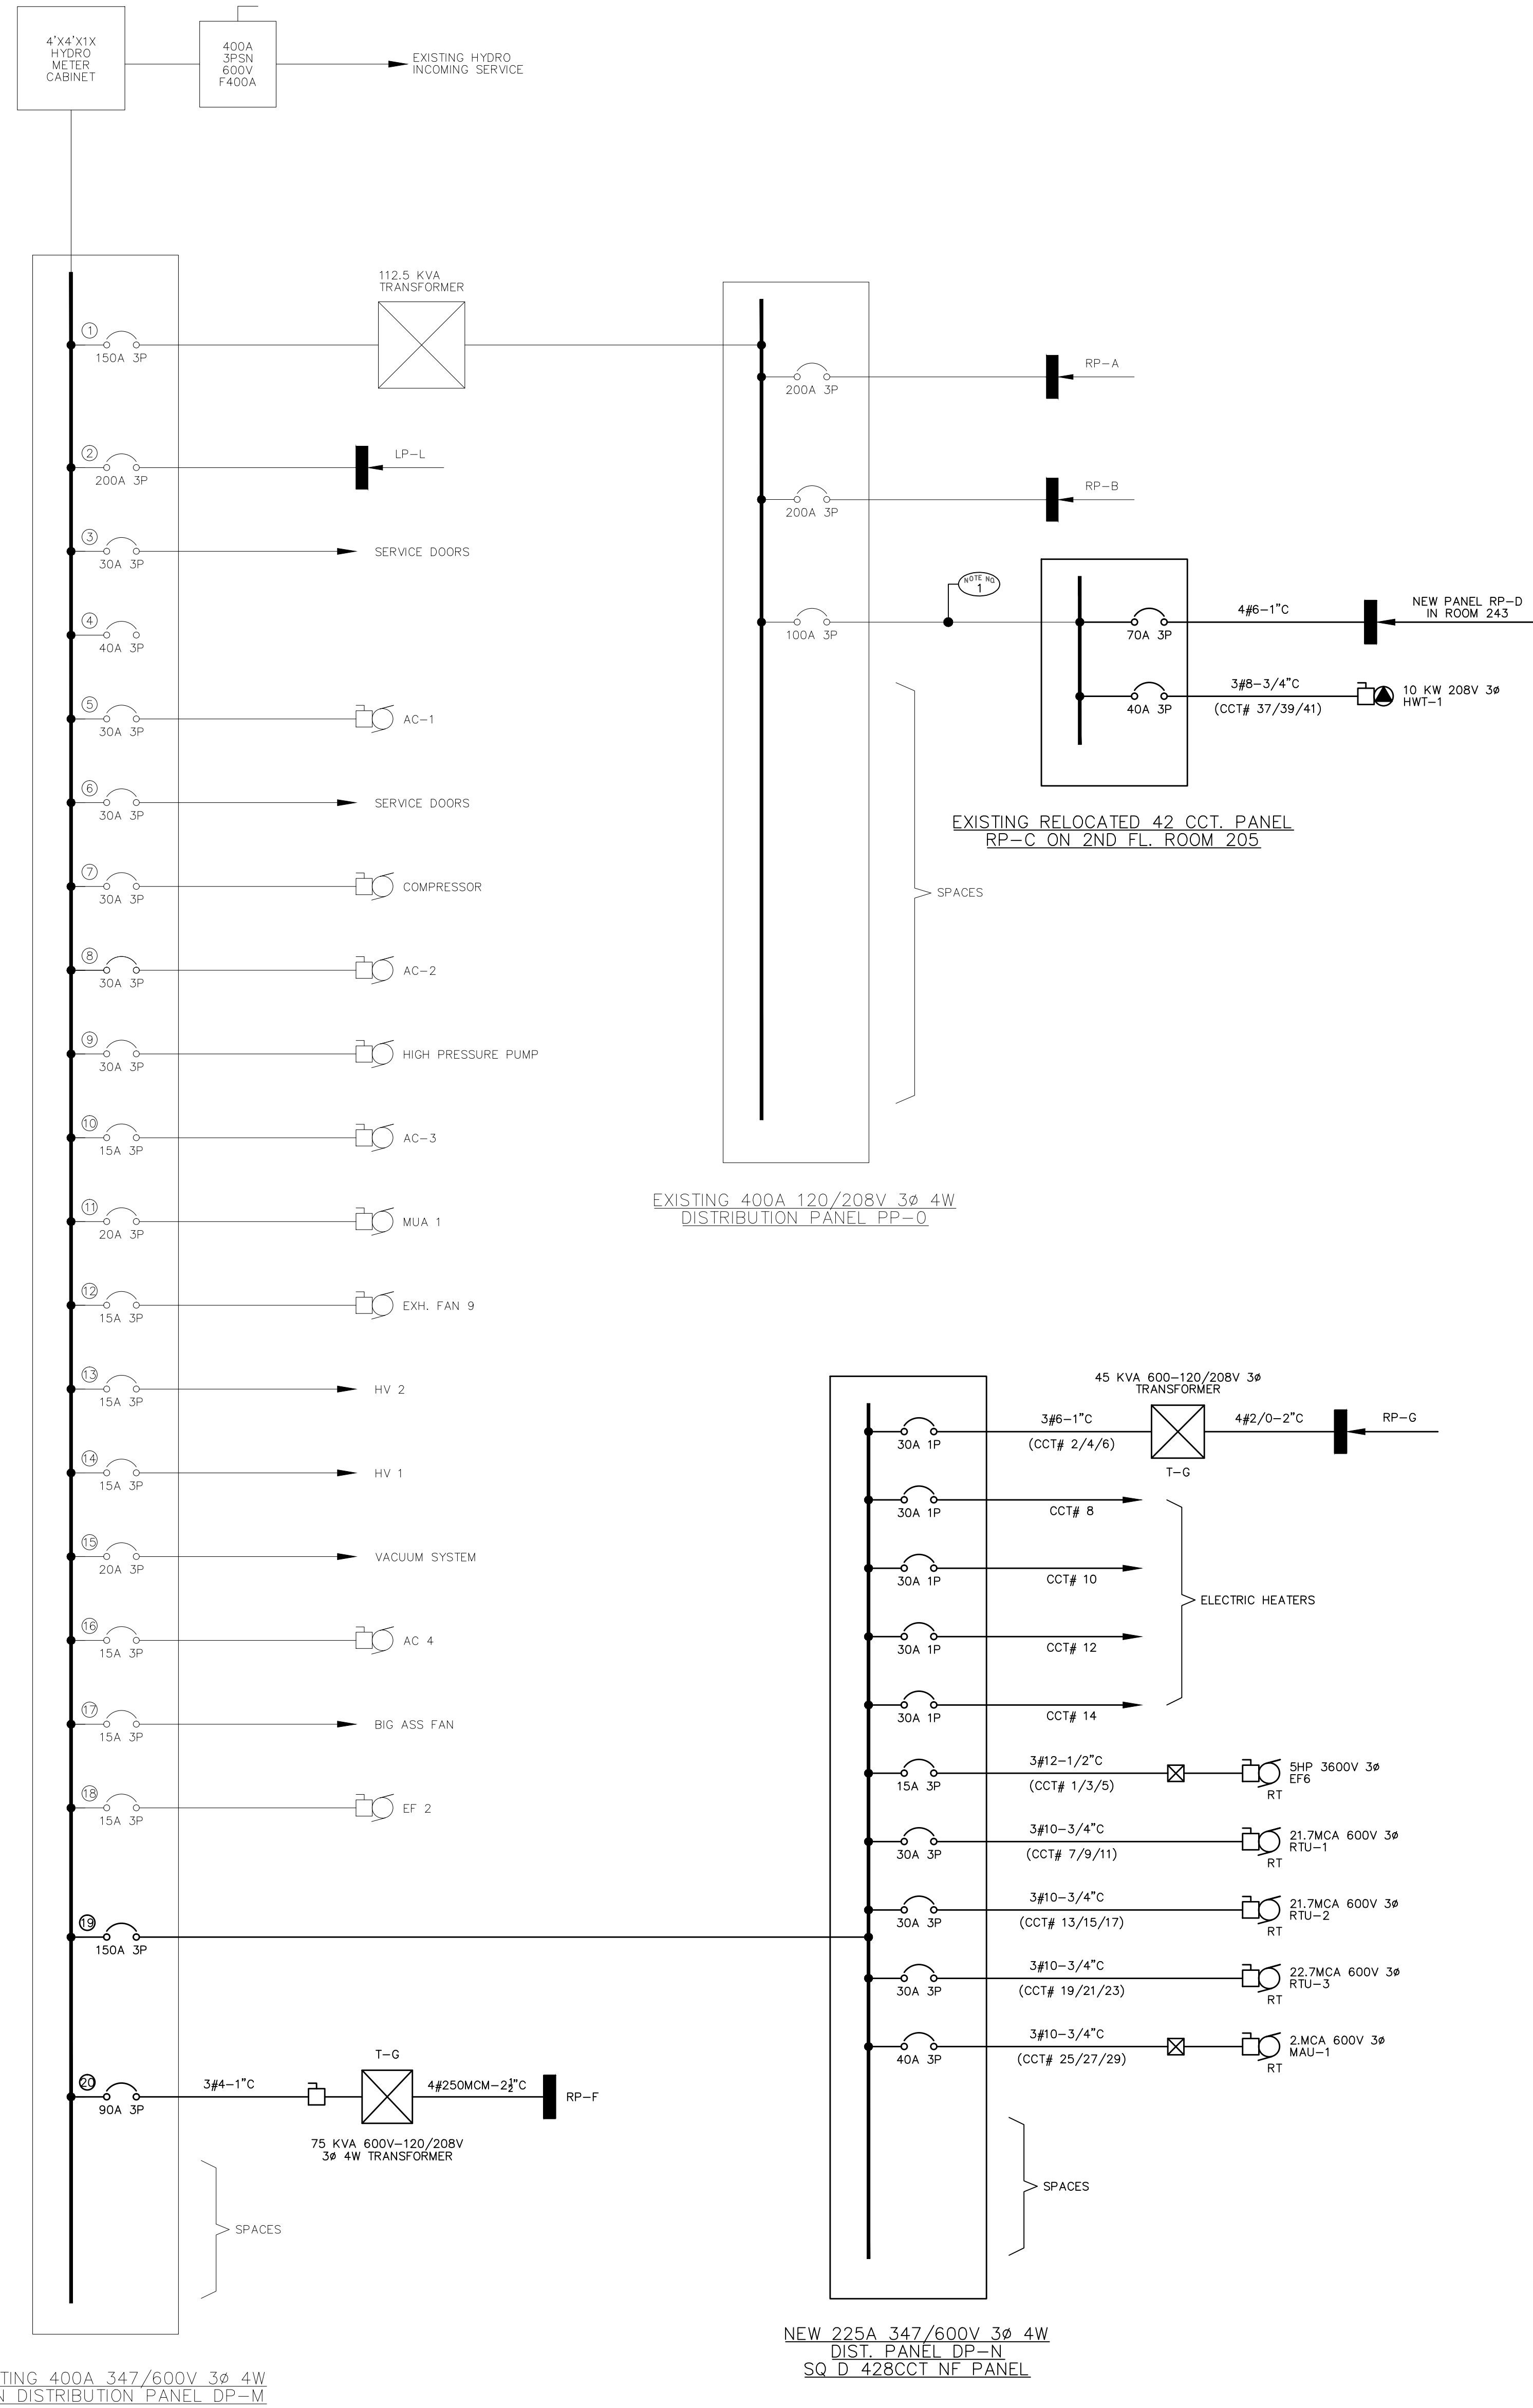 4'X4'X1X
HYDRO
METER
CABINET
400A
3PSN
600V
F400A
EXISTING HYDRO
INCOMING SERVICE
112.5 KVA
TRANSFORMER
1
150A 3P
2
200A 3P
LP-L
3
30A 3P
SERVICE DOORS
4
40A 3P
5
30A 3P
AC-1
6
30A 3P
SERVICE DOORS
7
30A 3P
COMPRESSOR
8
30A 3P
AC-2
9
30A 3P
HIGH PRESSURE PUMP
10
15A 3P
AC-3
11
20A 3P
MUA 1
12
15A 3P
EXH. FAN 9
13
15A 3P
HV 2
14
15A 3P
HV 1
15
20A 3P
VACUUM SYSTEM
16
15A 3P
AC 4
17
15A 3P
BIG ASS FAN
18
15A 3P
EF 2
19
150A 3P
20
90A 3P
3#4-1"C
T-G
4#250MCM-2½"C
RP-F
75 KVA 600V-120/208V
3ø 4W TRANSFORMER
SPACES
TING 400A 347/600V 3ø 4W
N DISTRIBUTION PANEL DP-M
200A 3P
RP-A
200A 3P
RP-B
100A 3P
NOTE NO.
1
70A 3P
4#6-1"C
NEW PANEL RP-D
IN ROOM 243
40A 3P
3#8-3/4"C
(CCT# 37/39/41)
10 KW 208V 3ø
HWT-1
EXISTING RELOCATED 42 CCT. PANEL
RP-C ON 2ND FL. ROOM 205
SPACES
EXISTING 400A 120/208V 3ø 4W
DISTRIBUTION PANEL PP-0
45 KVA 600-120/208V 3ø
TRANSFORMER
30A 1P
3#6-1"C
(CCT# 2/4/6)
T-G
4#2/0-2"C
RP-G
30A 1P
CCT# 8
30A 1P
CCT# 10
ELECTRIC HEATERS
30A 1P
CCT# 12
30A 1P
CCT# 14
15A 3P
3#12-1/2"C
(CCT# 1/3/5)
5HP 3600V 3ø
EF6
RT
30A 3P
3#10-3/4"C
(CCT# 7/9/11)
21.7MCA 600V 3ø
RTU-1
RT
30A 3P
3#10-3/4"C
(CCT# 13/15/17)
21.7MCA 600V 3ø
RTU-2
RT
30A 3P
3#10-3/4"C
(CCT# 19/21/23)
22.7MCA 600V 3ø
RTU-3
RT
40A 3P
3#10-3/4"C
(CCT# 25/27/29)
2.MCA 600V 3ø
MAU-1
RT
SPACES
NEW 225A 347/600V 3ø 4W
DIST. PANEL DP-N
SQ D 428CCT NF PANEL